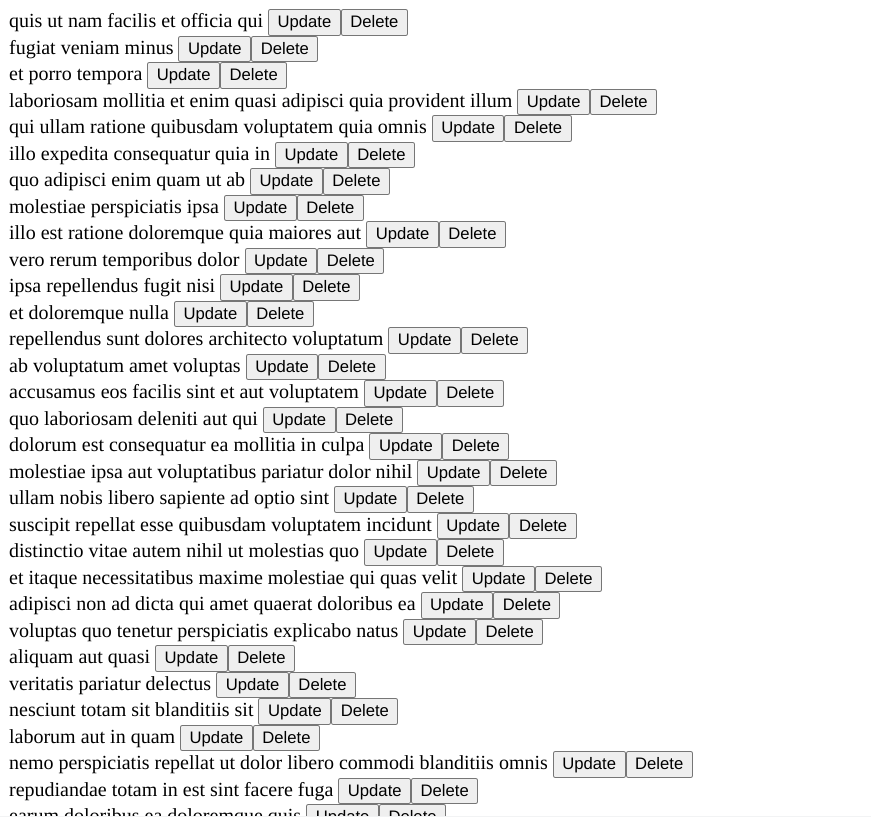 quis ut nam facilis et officia qui Update Delete
fugiat veniam minus Update Delete
et porro tempora Update Delete
laboriosam mollitia et enim quasi adipisci quia provident illum Update Delete
qui ullam ratione quibusdam voluptatem quia omnis Update Delete
illo expedita consequatur quia in Update Delete
quo adipisci enim quam ut ab Update Delete
molestiae perspiciatis ipsa Update Delete
illo est ratione doloremque quia maiores aut Update Delete
vero rerum temporibus dolor Update Delete
ipsa repellendus fugit nisi Update Delete
et doloremque nulla Update Delete
repellendus sunt dolores architecto voluptatum Update Delete
ab voluptatum amet voluptas Update Delete
accusamus eos facilis sint et aut voluptatem Update Delete
quo laboriosam deleniti aut qui Update Delete
dolorum est consequatur ea mollitia in culpa Update Delete
molestiae ipsa aut voluptatibus pariatur dolor nihil Update Delete
ullam nobis libero sapiente ad optio sint Update Delete
suscipit repellat esse quibusdam voluptatem incidunt Update Delete
distinctio vitae autem nihil ut molestias quo Update Delete
et itaque necessitatibus maxime molestiae qui quas velit Update Delete
adipisci non ad dicta qui amet quaerat doloribus ea Update Delete
voluptas quo tenetur perspiciatis explicabo natus Update Delete
aliquam aut quasi Update Delete
veritatis pariatur delectus Update Delete
nesciunt totam sit blanditiis sit Update Delete
laborum aut in quam Update Delete
nemo perspiciatis repellat ut dolor libero commodi blanditiis omnis Update Delete
repudiandae totam in est sint facere fuga Update Delete
earum doloribus ea doloremque quis Update Delete